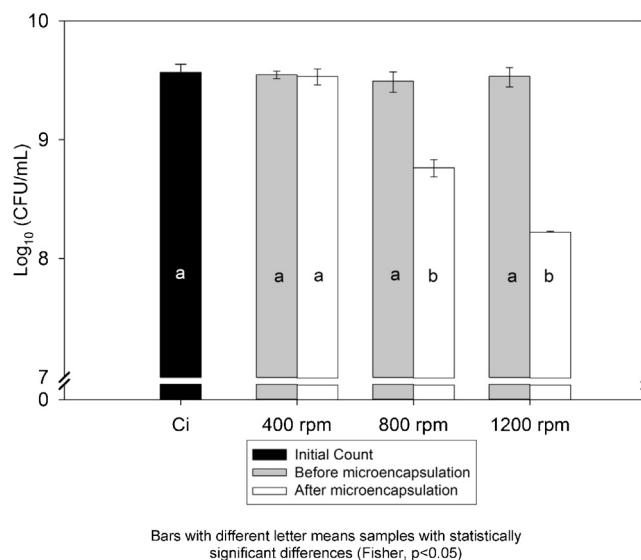 10
9
8
7
0
Log10 (CFU/mL)
a
a
a
a
b
a
b
Ci
400 rpm
800 rpm
1200 rpm
Initial Count
Before microencapsulation
After microencapsulation
Bars with different letter means samples with statistically
significant differences (Fisher, p<0.05)